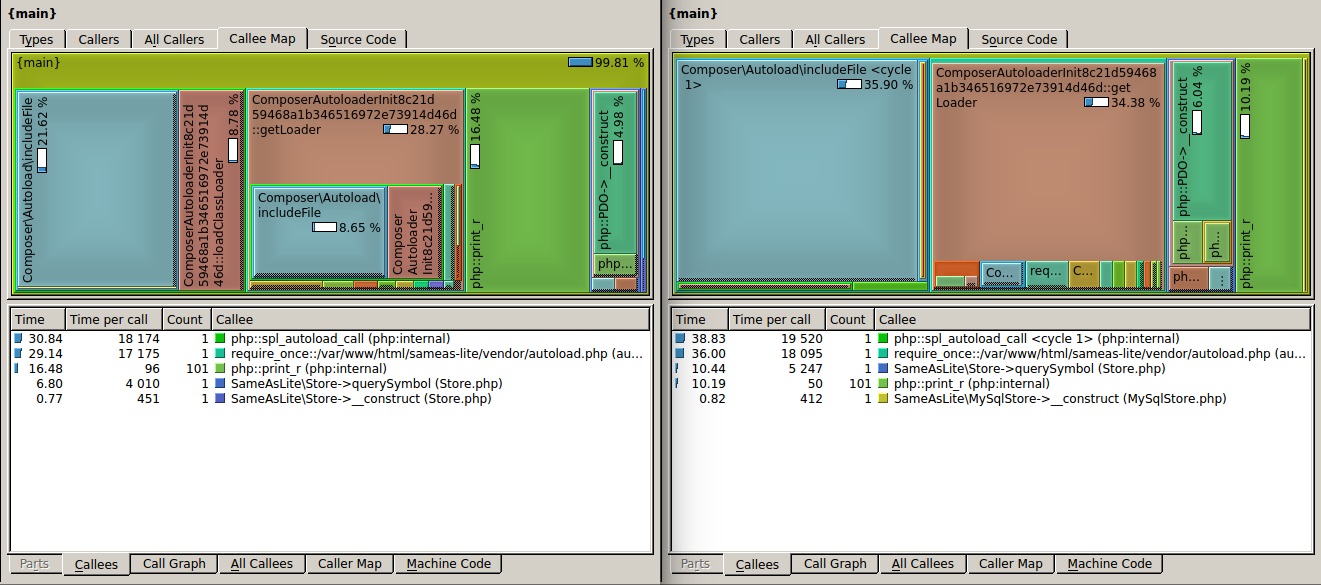 {main}
Types Callers All Callers Callee Map Source Code
{main} 99.81 %
Composer\Autoload\includeFile
21.62 %
ComposerAutoloaderInit8c21d
59468a1b346516972e73914d
46d::loadClassLoader
8.78 %
ComposerAutoloaderInit8c21d
59468a1b346516972e73914d46d
::getLoader 28.27 %
Composer\Autoload\
includeFile
8.65 %
Composer
Autoloader
Init8c21d59...
php::print_r
16.48 %
php::PDO->__construct
4.98 %
php...
Time Time per call Count Callee
30.84 18 174 1 php::spl_autoload_call (php:internal)
29.14 17 175 1 require_once::/var/www/html/sameas-lite/vendor/autoload.php (au...
16.48 96 101 php::print_r (php:internal)
6.80 4 010 1 SameAsLite\Store->querySymbol (Store.php)
0.77 451 1 SameAsLite\Store->__construct (Store.php)
Parts Callees Call Graph All Callees Caller Map Machine Code
{main}
Types Callers All Callers Callee Map Source Code
Composer\Autoload\includeFile <cycle
1> 35.90 %
ComposerAutoloaderInit8c21d59468
a1b346516972e73914d46d::get
Loader 34.38 %
Co...
req...
C...
php::PDO->__construct
6.04 %
php...
ph...
ph...
...
php::print_r
10.19 %
Time Time per call Count Callee
38.83 19 520 1 php::spl_autoload_call <cycle 1> (php:internal)
36.00 18 095 1 require_once::/var/www/html/sameas-lite/vendor/autoload.php (au...
10.44 5 247 1 SameAsLite\Store->querySymbol (Store.php)
10.19 50 101 php::print_r (php:internal)
0.82 412 1 SameAsLite\MySqlStore->__construct (MySqlStore.php)
Parts Callees Call Graph All Callees Caller Map Machine Code